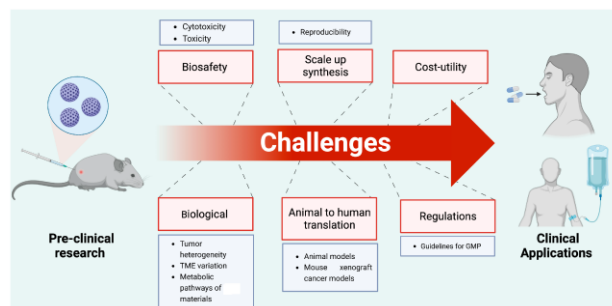 • Cytotoxicity
• Toxicity
• Reproducibility
Biosafety
Scale up
synthesis
Cost-utility
Challenges
Biological
Animal to human
translation
Regulations
• Tumor
heterogeneity
• TME variation
• Metabolic
pathways of
materials
• Animal models
• Mouse xenograft
cancer models
• Guidelines for GMP
Pre-clinical
research
Clinical
Applications